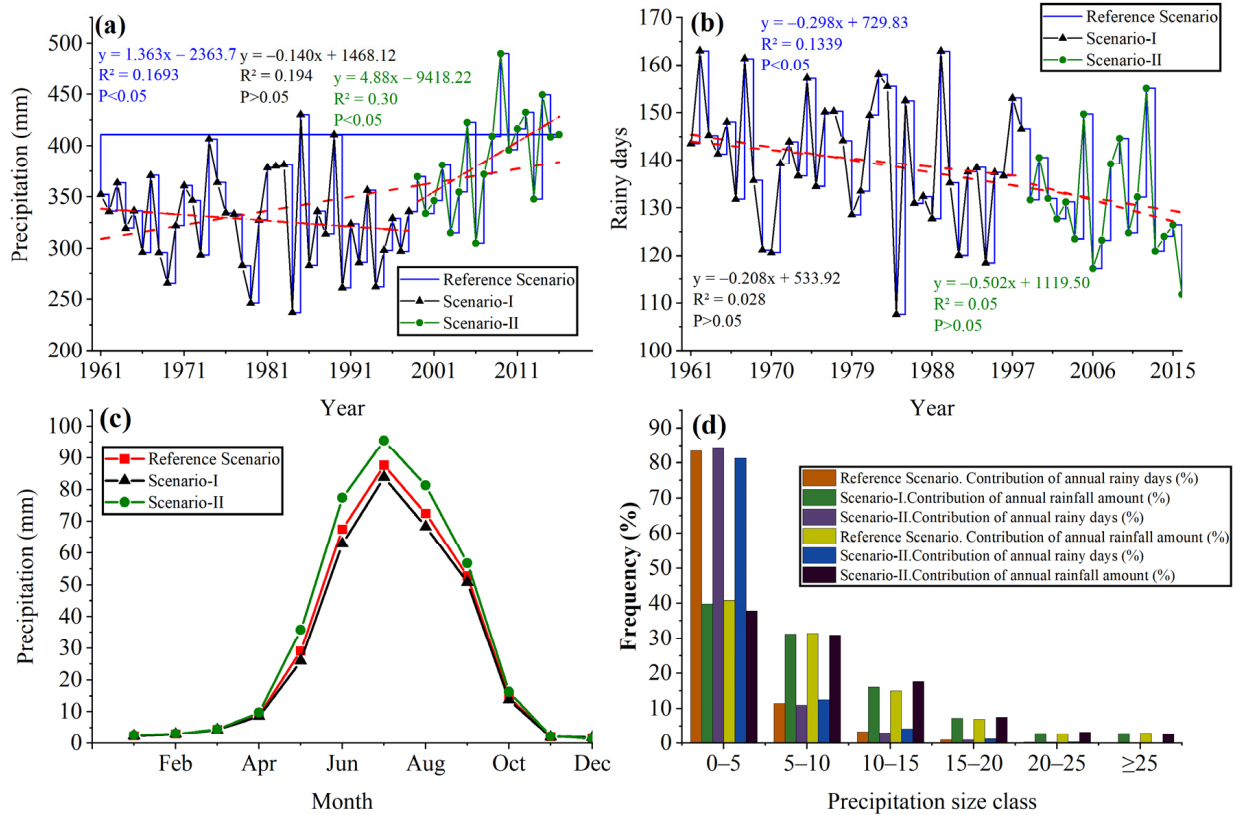 (a)
y = 1.363x − 2363.7
R² = 0.1693
P<0.05
y = −0.140x + 1468.12
R² = 0.194
P>0.05
y = 4.88x − 9418.22
R² = 0.30
P<0.05
Precipitation (mm)
500
450
400
350
300
250
200
Reference Scenario
Scenario-I
Scenario-II
1961 1971 1981 1991 2001 2011
Year
(b)
y = −0.298x + 729.83
R² = 0.1339
P<0.05
Reference Scenario
Scenario-I
Scenario-II
Rainy days
170
160
150
140
130
120
110
100
y = −0.208x + 533.92
R² = 0.028
P>0.05
y = −0.502x + 1119.50
R² = 0.05
P>0.05
1961 1970 1979 1988 1997 2006 2015
Year
(c)
Reference Scenario
Scenario-I
Scenario-II
Precipitation (mm)
100
90
80
70
60
50
40
30
20
10
0
Feb Apr Jun Aug Oct Dec
Month
(d)
Reference Scenario. Contribution of annual rainy days (%)
Scenario-I.Contribution of annual rainfall amount (%)
Scenario-II.Contribution of annual rainy days (%)
Reference Scenario. Contribution of annual rainfall amount (%)
Scenario-II.Contribution of annual rainy days (%)
Scenario-II.Contribution of annual rainfall amount (%)
Frequency (%)
90
80
70
60
50
40
30
20
10
0
0–5 5–10 10–15 15–20 20–25 ≥25
Precipitation size class